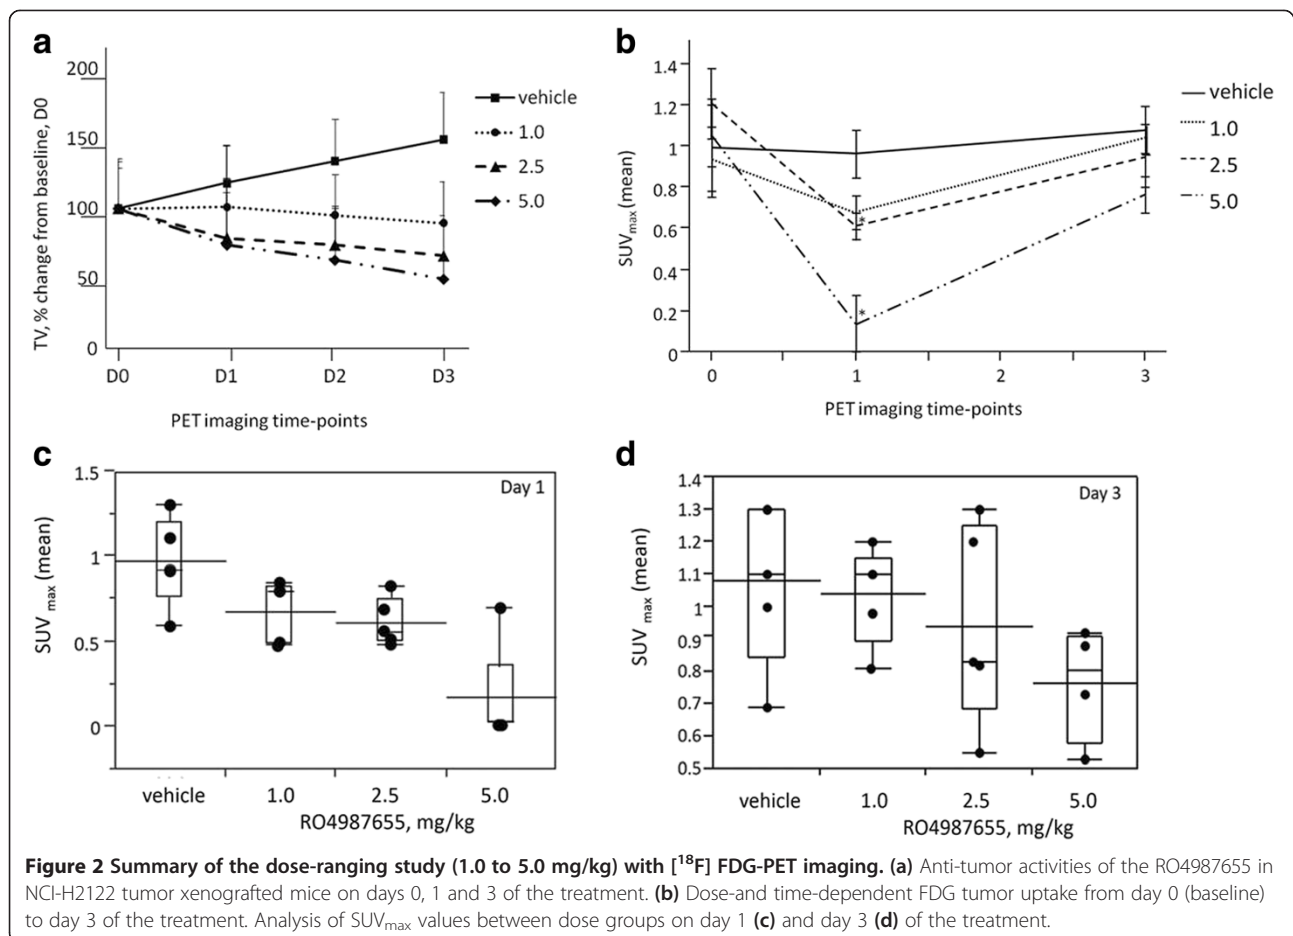 a
200
150
100
50
0
TV, % change from baseline, D0
D0 D1 D2 D3
PET imaging time-points
vehicle
1.0
2.5
5.0
b
1.4
1.2
1
0.8
0.6
0.4
0.2
0
SUVmax (mean)
*
*
0 1 2 3
PET imaging time-points
vehicle
1.0
2.5
5.0
c
1.5
1
0.5
0
SUV max (mean)
Day 1
vehicle 1.0 2.5 5.0
RO4987655, mg/kg
d
1.4
1.3
1.2
1.1
1
0.9
0.8
0.7
0.6
0.5
SUV max (mean)
Day 3
vehicle 1.0 2.5 5.0
RO4987655, mg/kg
Figure 2 Summary of the dose-ranging study (1.0 to 5.0 mg/kg) with [18F] FDG-PET imaging. (a) Anti-tumor activities of the RO4987655 in
NCI-H2122 tumor xenografted mice on days 0, 1 and 3 of the treatment. (b) Dose-and time-dependent FDG tumor uptake from day 0 (baseline)
to day 3 of the treatment. Analysis of SUVmax values between dose groups on day 1 (c) and day 3 (d) of the treatment.